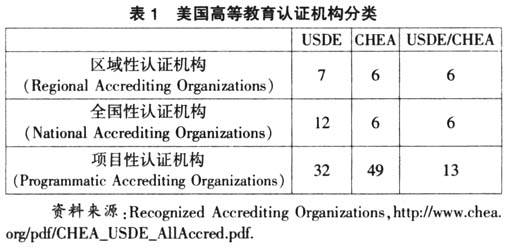 表 1 美国高等教育认证机构分类
USDE CHEA USDE/CHEA
区域性认证机构
(Regional Accrediting Organizations) 7 6 6
全国性认证机构
(National Accrediting Organizations) 12 6 6
项目性认证机构
(Programmatic Accrediting Organizations) 32 49 13
资料来源:Recognized Accrediting Organizations,http://www.chea.
org/pdf/CHEA_USDE_AllAccred.pdf.